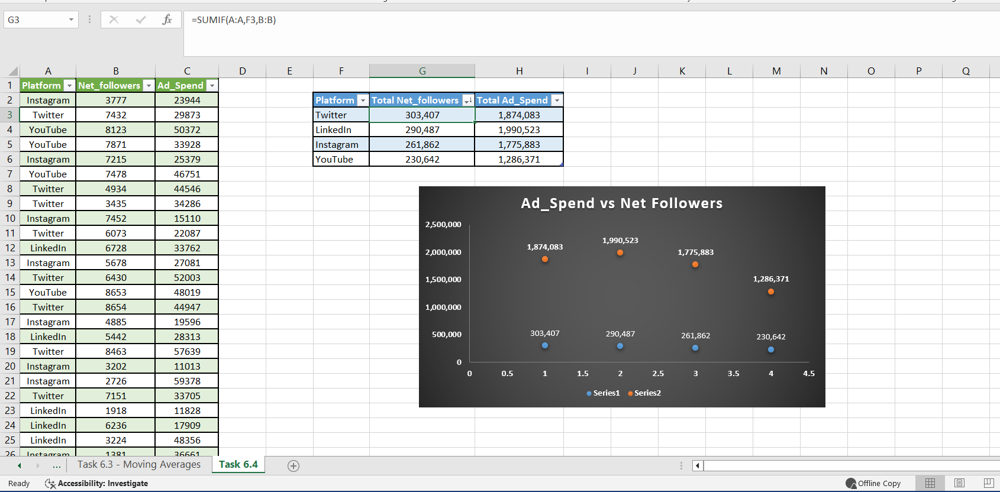 G3
fx
=SUMIF(A:A,F3,B:B)
A B C D E F G H I J K L M N O P Q
1 Platform Net_followers Ad_Spend
2 Instagram 3777 23944 Platform Total Net_followers Total Ad_Spend
3 Twitter 7432 29873 Twitter 303,407 1,874,083
4 YouTube 8123 50372 LinkedIn 290,487 1,990,523
5 YouTube 7871 33928 Instagram 261,862 1,775,883
6 Instagram 7215 25379 YouTube 230,642 1,286,371
7 YouTube 7478 46751
8 Twitter 4934 44546
9 Twitter 3435 34286
10 Instagram 7452 15110
11 Twitter 6073 22087
12 LinkedIn 6728 33762
13 Instagram 5678 27081
14 Twitter 6430 52003
15 YouTube 8653 48019
16 Twitter 8654 44947
17 Instagram 4885 19596
18 LinkedIn 5442 28313
19 Twitter 8463 57639
20 Instagram 3202 11013
21 Instagram 2726 59378
22 Twitter 7151 33705
23 LinkedIn 1918 11828
24 LinkedIn 6236 17909
25 LinkedIn 3224 48356
26 Instagram 1381 36661
Ad_Spend vs Net Followers
2,500,000
2,000,000
1,500,000
1,000,000
500,000
0
1,874,083
1,990,523
1,775,883
1,286,371
303,407
290,487
261,862
230,642
0 0.5 1 1.5 2 2.5 3 3.5 4 4.5
Series1 Series2
... Task 6.3 - Moving Averages Task 6.4
Ready Accessibility: Investigate Offline Copy